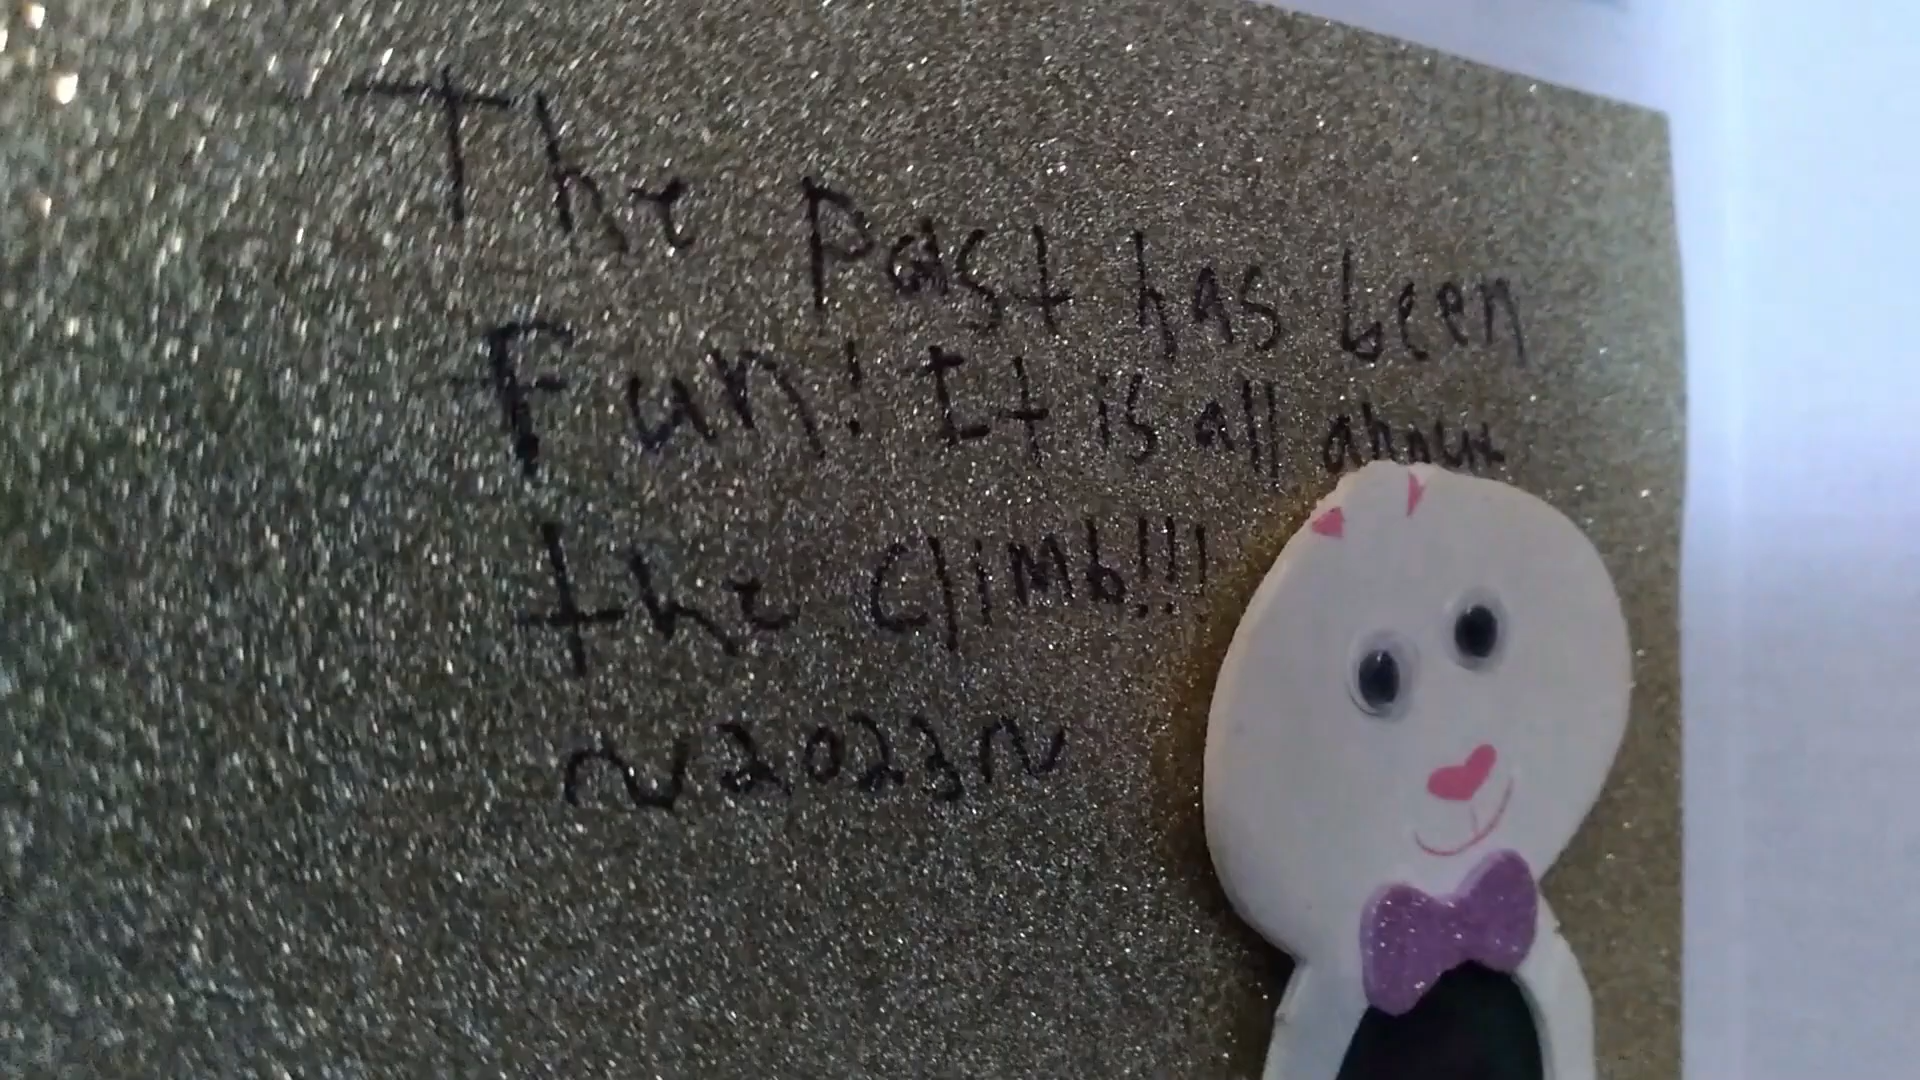 The Past has been
Fun! It is all about
the Climb!!!
~2023~